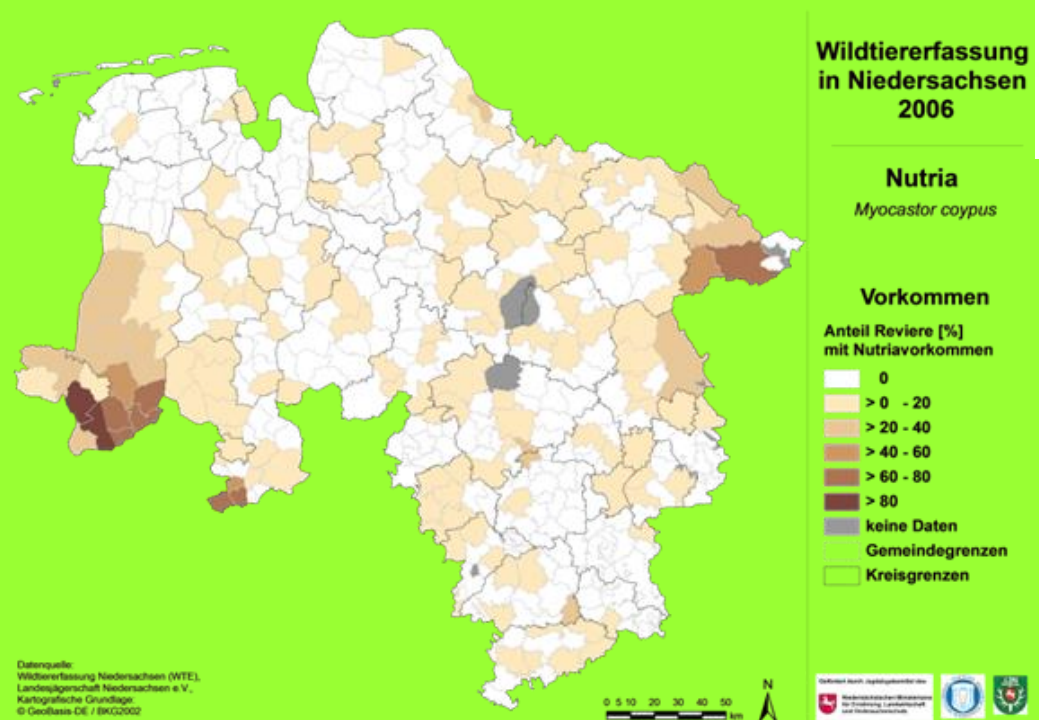 Wildtiererfassung
in Niedersachsen
2006
Nutria
Myocastor coypus
Vorkommen
Anteil Reviere [%]
mit Nutriavorkommen
0
> 0 - 20
> 20 - 40
> 40 - 60
> 60 - 80
> 80
keine Daten
Gemeindegrenzen
Kreisgrenzen
Datenquelle:
Wildtiererfassung Niedersachsen (WTE),
Landesjägerschaft Niedersachsen e.V.,
Kartografische Grundlage:
© GeoBasis-DE / BKG2002
N
0 5 10 20 30 40 50
km